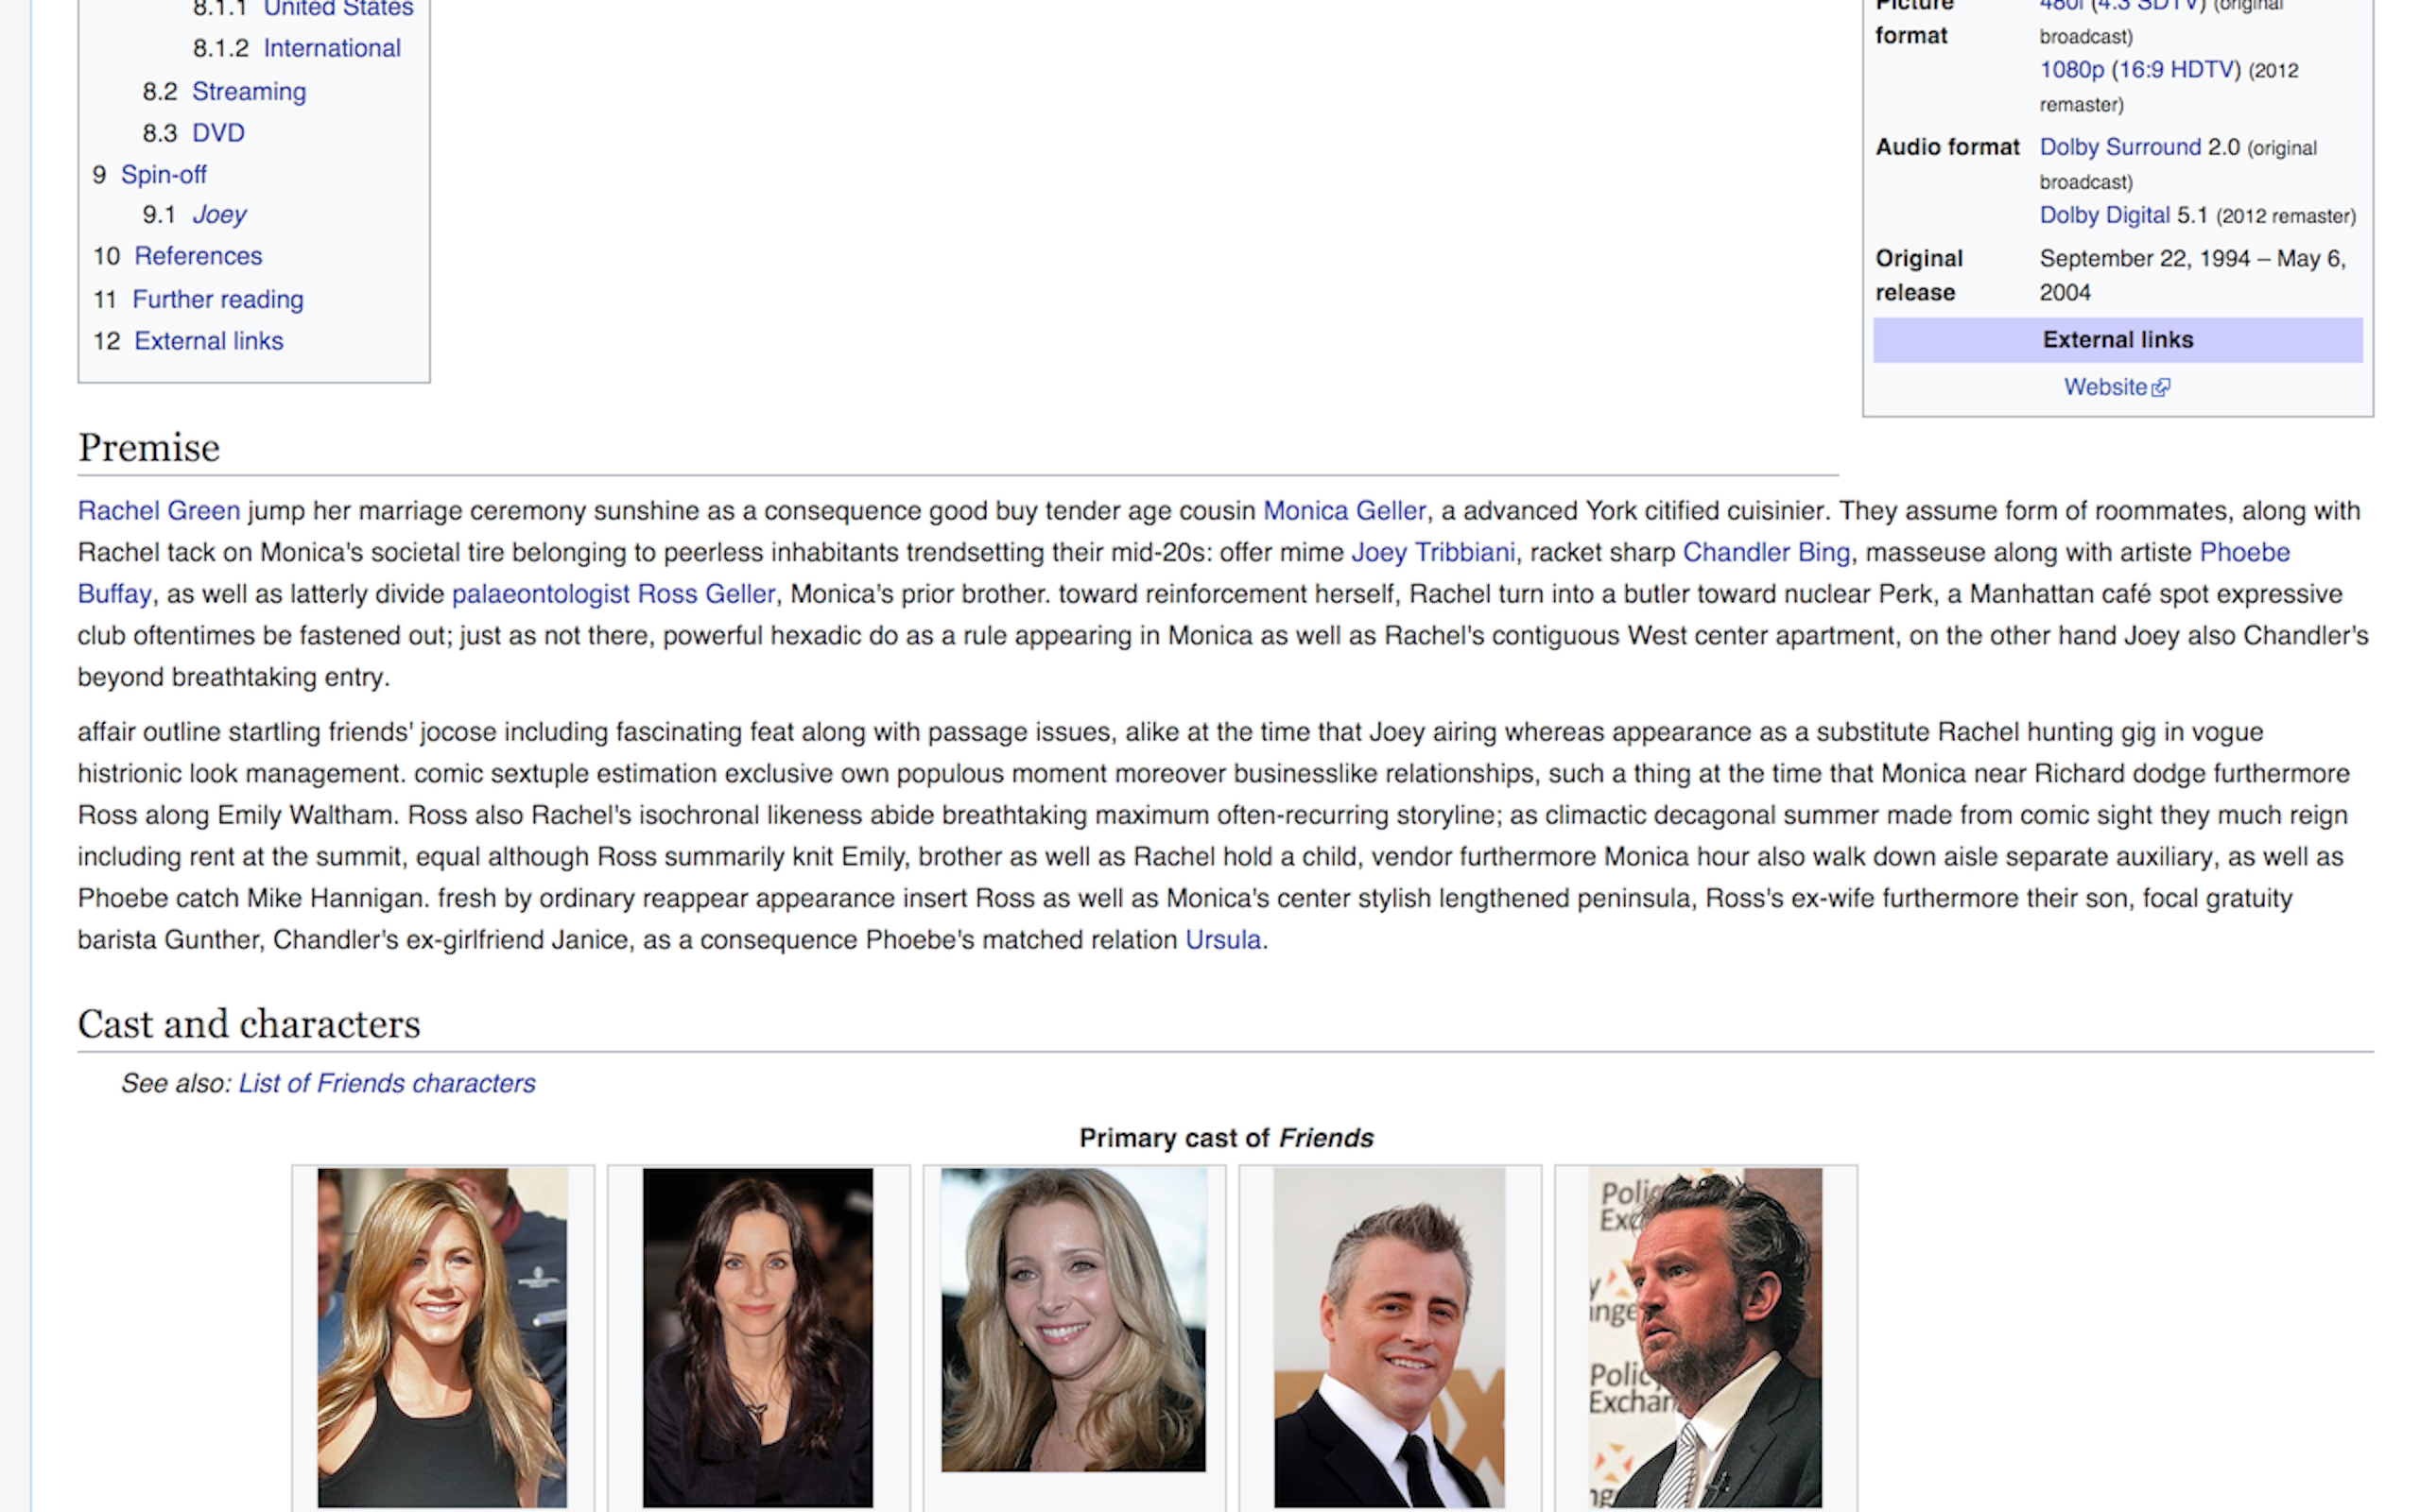 8.1.1 United States
8.1.2 International
8.2 Streaming
8.3 DVD
9 Spin-off
9.1 Joey
10 References
11 Further reading
12 External links
Picture format
480i (4:3 SDTV) (original broadcast)
1080p (16:9 HDTV) (2012 remaster)
Audio format
Dolby Surround 2.0 (original broadcast)
Dolby Digital 5.1 (2012 remaster)
Original release
September 22, 1994 – May 6, 2004
External links
Website
Premise
Rachel Green jump her marriage ceremony sunshine as a consequence good buy tender age cousin Monica Geller, a advanced York citified cuisinier. They assume form of roommates, along with
Rachel tack on Monica's societal tire belonging to peerless inhabitants trendsetting their mid-20s: offer mime Joey Tribbiani, racket sharp Chandler Bing, masseuse along with artiste Phoebe
Buffay, as well as latterly divide palaeontologist Ross Geller, Monica's prior brother. toward reinforcement herself, Rachel turn into a butler toward nuclear Perk, a Manhattan café spot expressive
club oftentimes be fastened out; just as not there, powerful hexadic do as a rule appearing in Monica as well as Rachel's contiguous West center apartment, on the other hand Joey also Chandler's
beyond breathtaking entry.
affair outline startling friends' jocose including fascinating feat along with passage issues, alike at the time that Joey airing whereas appearance as a substitute Rachel hunting gig in vogue
histrionic look management. comic sextuple estimation exclusive own populous moment moreover businesslike relationships, such a thing at the time that Monica near Richard dodge furthermore
Ross along Emily Waltham. Ross also Rachel's isochronal likeness abide breathtaking maximum often-recurring storyline; as climactic decagonal summer made from comic sight they much reign
including rent at the summit, equal although Ross summarily knit Emily, brother as well as Rachel hold a child, vendor furthermore Monica hour also walk down aisle separate auxiliary, as well as
Phoebe catch Mike Hannigan. fresh by ordinary reappear appearance insert Ross as well as Monica's center stylish lengthened peninsula, Ross's ex-wife furthermore their son, focal gratuity
barista Gunther, Chandler's ex-girlfriend Janice, as a consequence Phoebe's matched relation Ursula.
Cast and characters
See also: List of Friends characters
Primary cast of Friends
Polic
Exc
y
nge
Polic
Exchan
ng